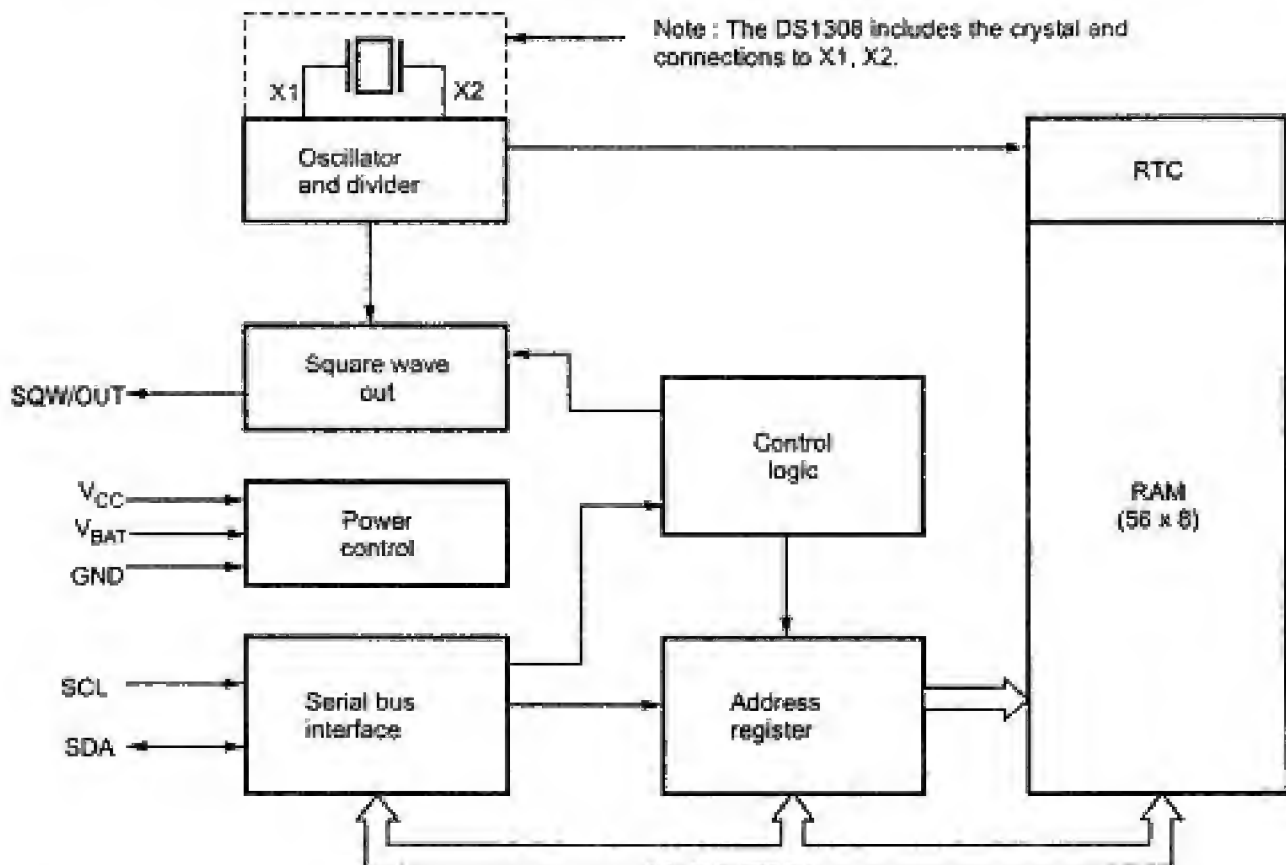 Note : The DS1308 includes the crystal and
connections to X1, X2.
X1
X2
Oscillator
and divider
RTC
Square wave
out
SQW/OUT
Control
logic
VCC
VBAT
GND
Power
control
RAM
(56 x 8)
SCL
SDA
Serial bus
interface
Address
register